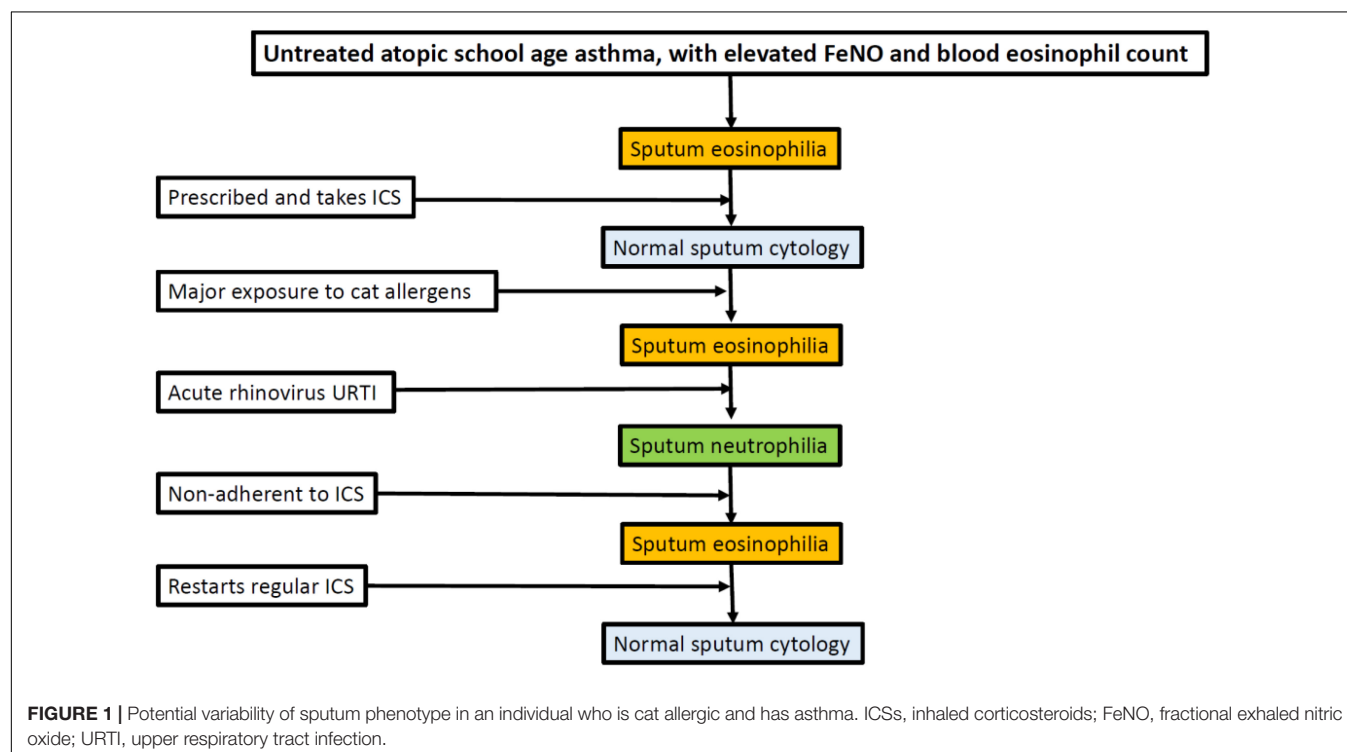 Untreated atopic school age asthma, with elevated FeNO and blood eosinophil count
Sputum eosinophilia
Prescribed and takes ICS
Normal sputum cytology
Major exposure to cat allergens
Sputum eosinophilia
Acute rhinovirus URTI
Sputum neutrophilia
Non-adherent to ICS
Sputum eosinophilia
Restarts regular ICS
Normal sputum cytology
FIGURE 1 | Potential variability of sputum phenotype in an individual who is cat allergic and has asthma. ICSs, inhaled corticosteroids; FeNO, fractional exhaled nitric
oxide; URTI, upper respiratory tract infection.